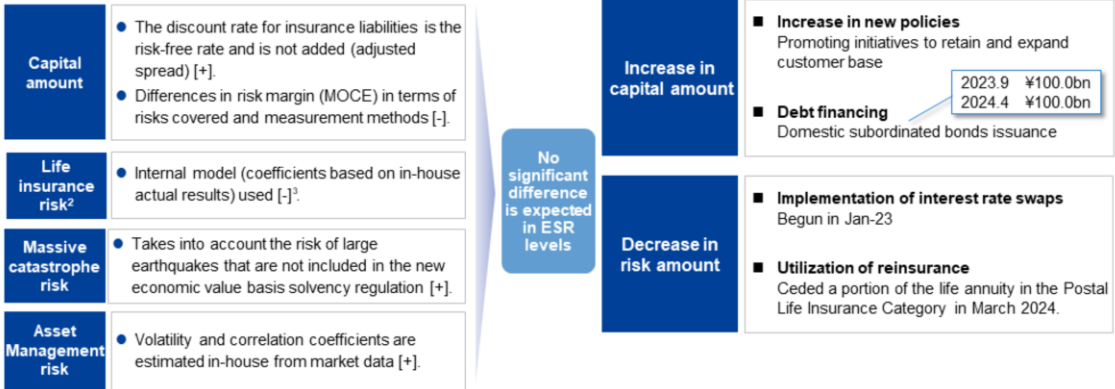 Capital
amount
● The discount rate for insurance liabilities is the
risk-free rate and is not added (adjusted
spread) [+].
● Differences in risk margin (MOCE) in terms of
risks covered and measurement methods [-].
Life
insurance
risk²
● Internal model (coefficients based on in-house
actual results) used [-]³.
Massive
catastrophe
risk
● Takes into account the risk of large
earthquakes that are not included in the new
economic value basis solvency regulation [+].
Asset
Management
risk
● Volatility and correlation coefficients are
estimated in-house from market data [+].
No
significant
difference
is expected
in ESR
levels
Increase in
capital amount
■ Increase in new policies
Promoting initiatives to retain and expand
customer base
2023.9 ¥100.0bn
2024.4 ¥100.0bn
■ Debt financing
Domestic subordinated bonds issuance
Decrease in
risk amount
■ Implementation of interest rate swaps
Begun in Jan-23
■ Utilization of reinsurance
Ceded a portion of the life annuity in the Postal
Life Insurance Category in March 2024.